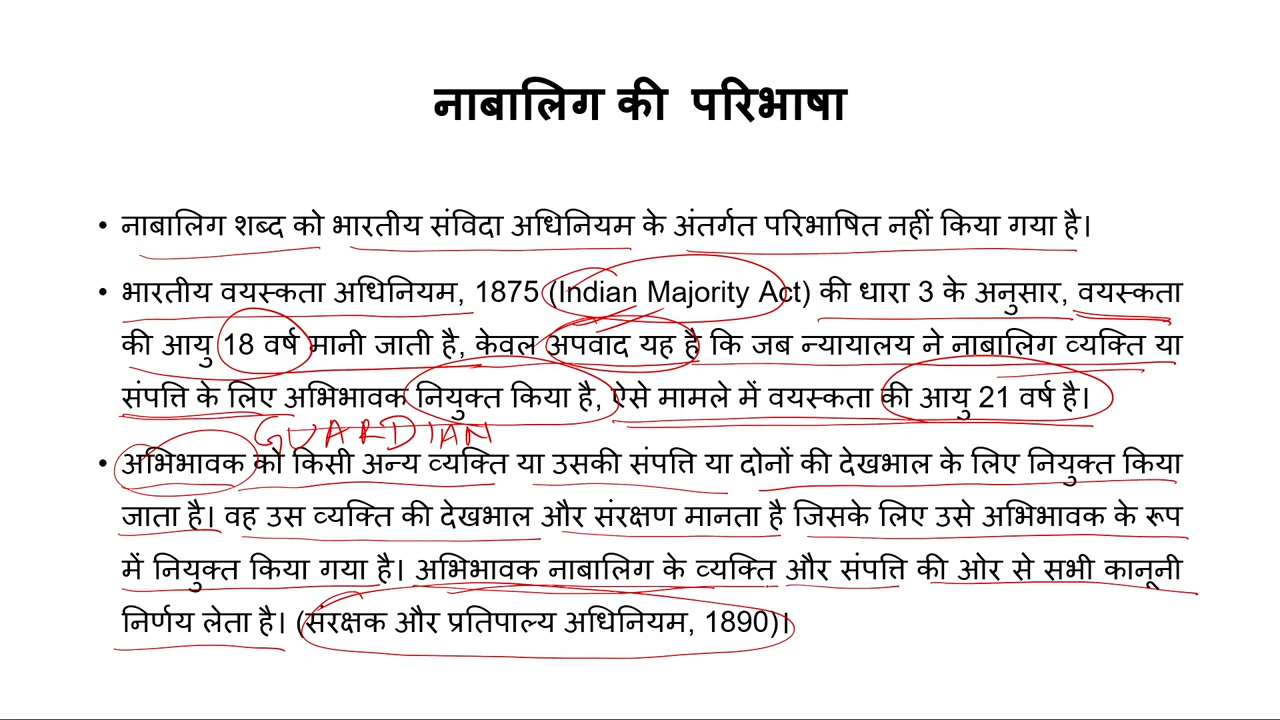 नाबालिग की परिभाषा
• नाबालिग शब्द को भारतीय संविदा अधिनियम के अंतर्गत परिभाषित नहीं किया गया है।
• भारतीय वयस्कता अधिनियम, 1875 (Indian Majority Act) की धारा 3 के अनुसार, वयस्कता
की आयु 18 वर्ष मानी जाती है, केवल अपवाद यह है कि जब न्यायालय ने नाबालिग व्यक्ति या
संपत्ति के लिए अभिभावक नियुक्त किया है, ऐसे मामले में वयस्कता की आयु 21 वर्ष है।
GUARDIAN
• अभिभावक को किसी अन्य व्यक्ति या उसकी संपत्ति या दोनों की देखभाल के लिए नियुक्त किया
जाता है। वह उस व्यक्ति की देखभाल और संरक्षण मानता है जिसके लिए उसे अभिभावक के रूप
में नियुक्त किया गया है। अभिभावक नाबालिग के व्यक्ति और संपत्ति की ओर से सभी कानूनी
निर्णय लेता है। (संरक्षक और प्रतिपाल्य अधिनियम, 1890)।